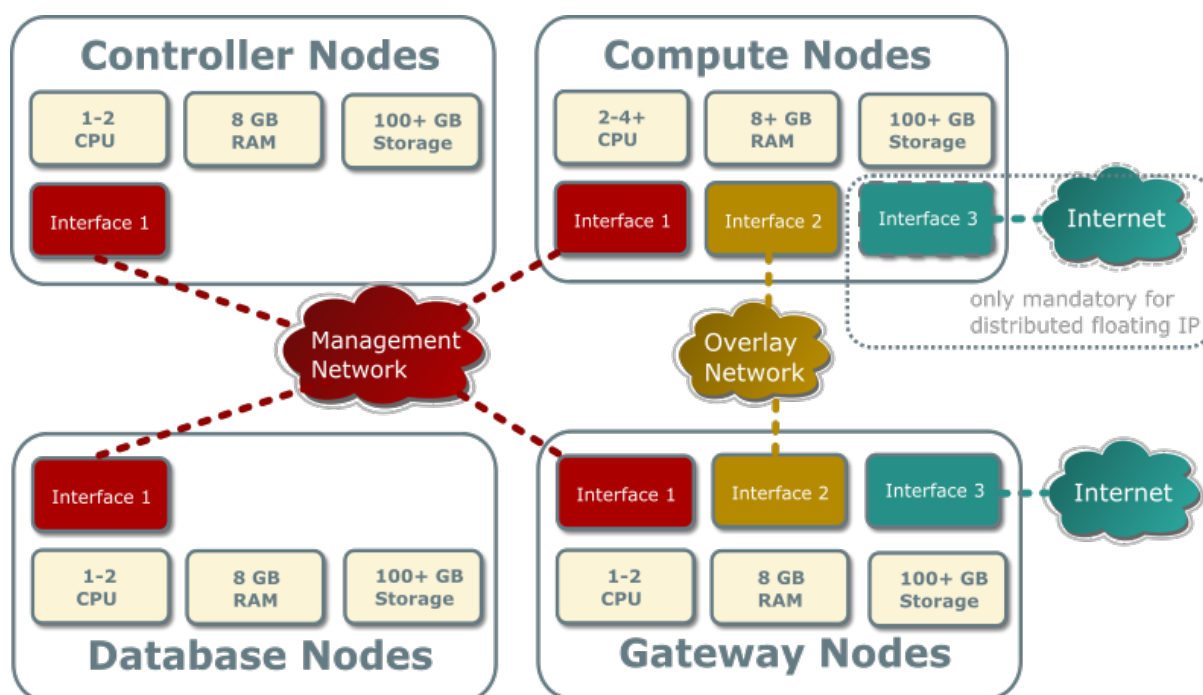 Controller Nodes
1-2
CPU
8 GB
RAM
100+ GB
Storage
Interface 1
Compute Nodes
2-4+
CPU
8+ GB
RAM
100+ GB
Storage
Interface 1
Interface 2
Interface 3
Internet
only mandatory for
distributed floating IP
Management
Network
Overlay
Network
Interface 1
1-2
CPU
8 GB
RAM
100+ GB
Storage
Database Nodes
Interface 1
Interface 2
Interface 3
Internet
1-2
CPU
8 GB
RAM
100+ GB
Storage
Gateway Nodes